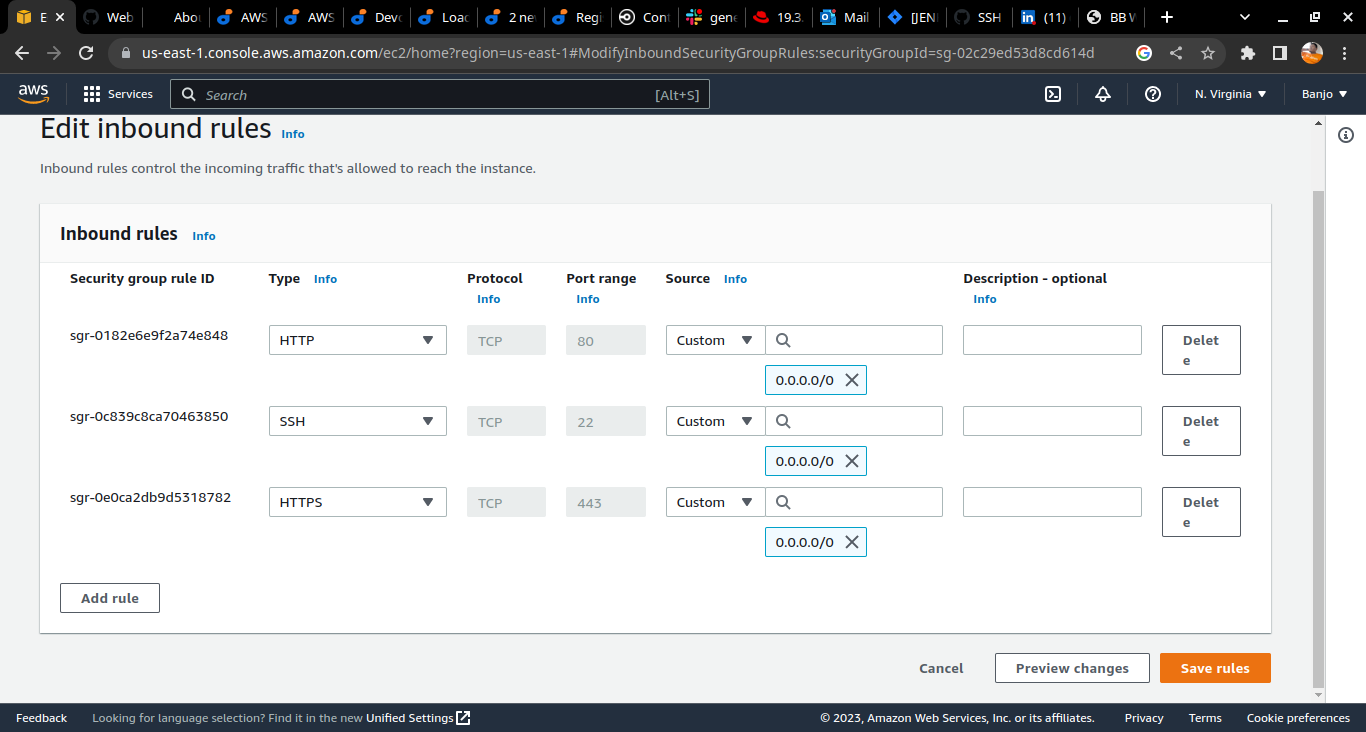 E
Web
Abo
AWS
AWS
Devo
Load
2 ne
Regi
Con
gene
19.3.
Mail
[JEN
SSH
in (11)
BB W
us-east-1.console.aws.amazon.com/ec2/home?region=us-east-1#ModifyInboundSecurityGroupRules:securityGroupId=sg-02c29ed53d8cd614d
aws
Services
Search
[Alt+S]
N. Virginia
Banjo
Edit inbound rules Info
Inbound rules control the incoming traffic that's allowed to reach the instance.
Inbound rules Info
Security group rule ID
Type Info
Protocol
Info
Port range
Info
Source Info
Description - optional
Info
sgr-0182e6e9f2a74e848
HTTP
TCP
80
Custom
0.0.0.0/0
Delet
e
sgr-0c839c8ca70463850
SSH
TCP
22
Custom
0.0.0.0/0
Delet
e
sgr-0e0ca2db9d5318782
HTTPS
TCP
443
Custom
0.0.0.0/0
Delet
e
Add rule
Cancel
Preview changes
Save rules
Feedback
Looking for language selection? Find it in the new Unified Settings
© 2023, Amazon Web Services, Inc. or its affiliates.
Privacy
Terms
Cookie preferences